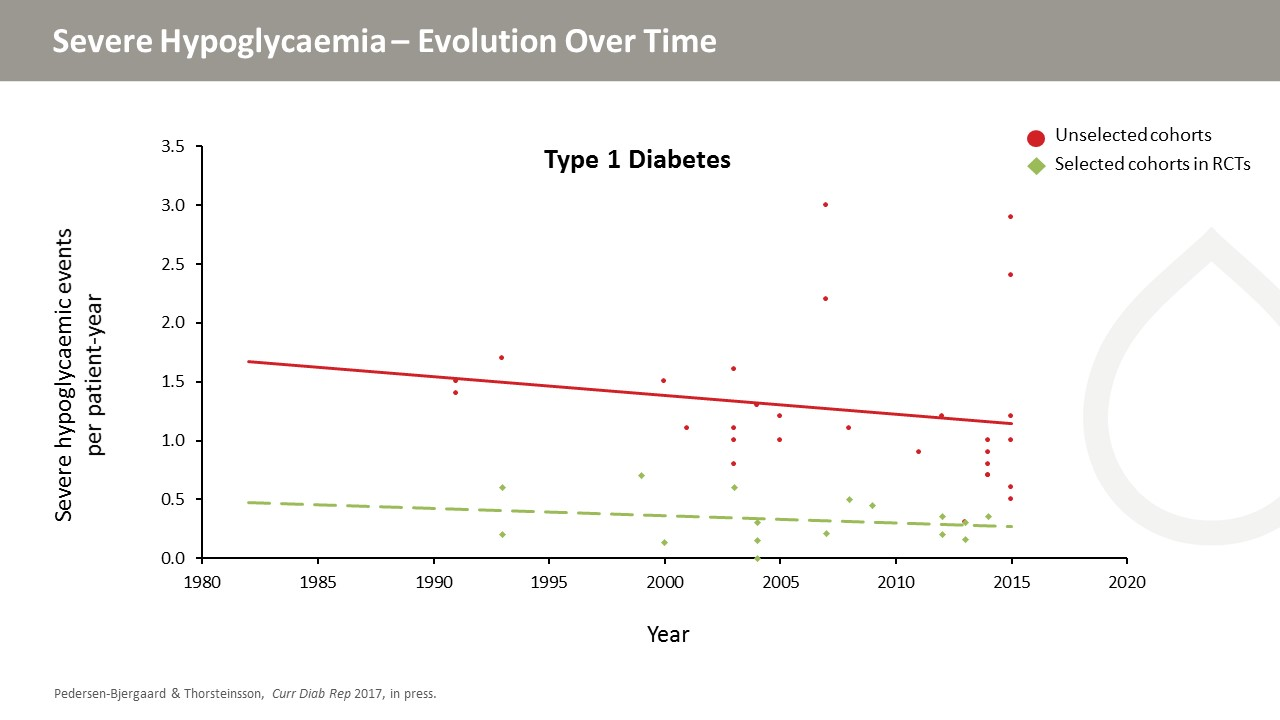 Severe Hypoglycaemia – Evolution Over Time
Unselected cohorts
Selected cohorts in RCTs
Type 1 Diabetes
Severe hypoglycaemic events
per patient-year
3.5
3.0
2.5
2.0
1.5
1.0
0.5
0.0
1980 1985 1990 1995 2000 2005 2010 2015 2020
Year
Pedersen-Bjergaard & Thorsteinsson, Curr Diab Rep 2017, in press.